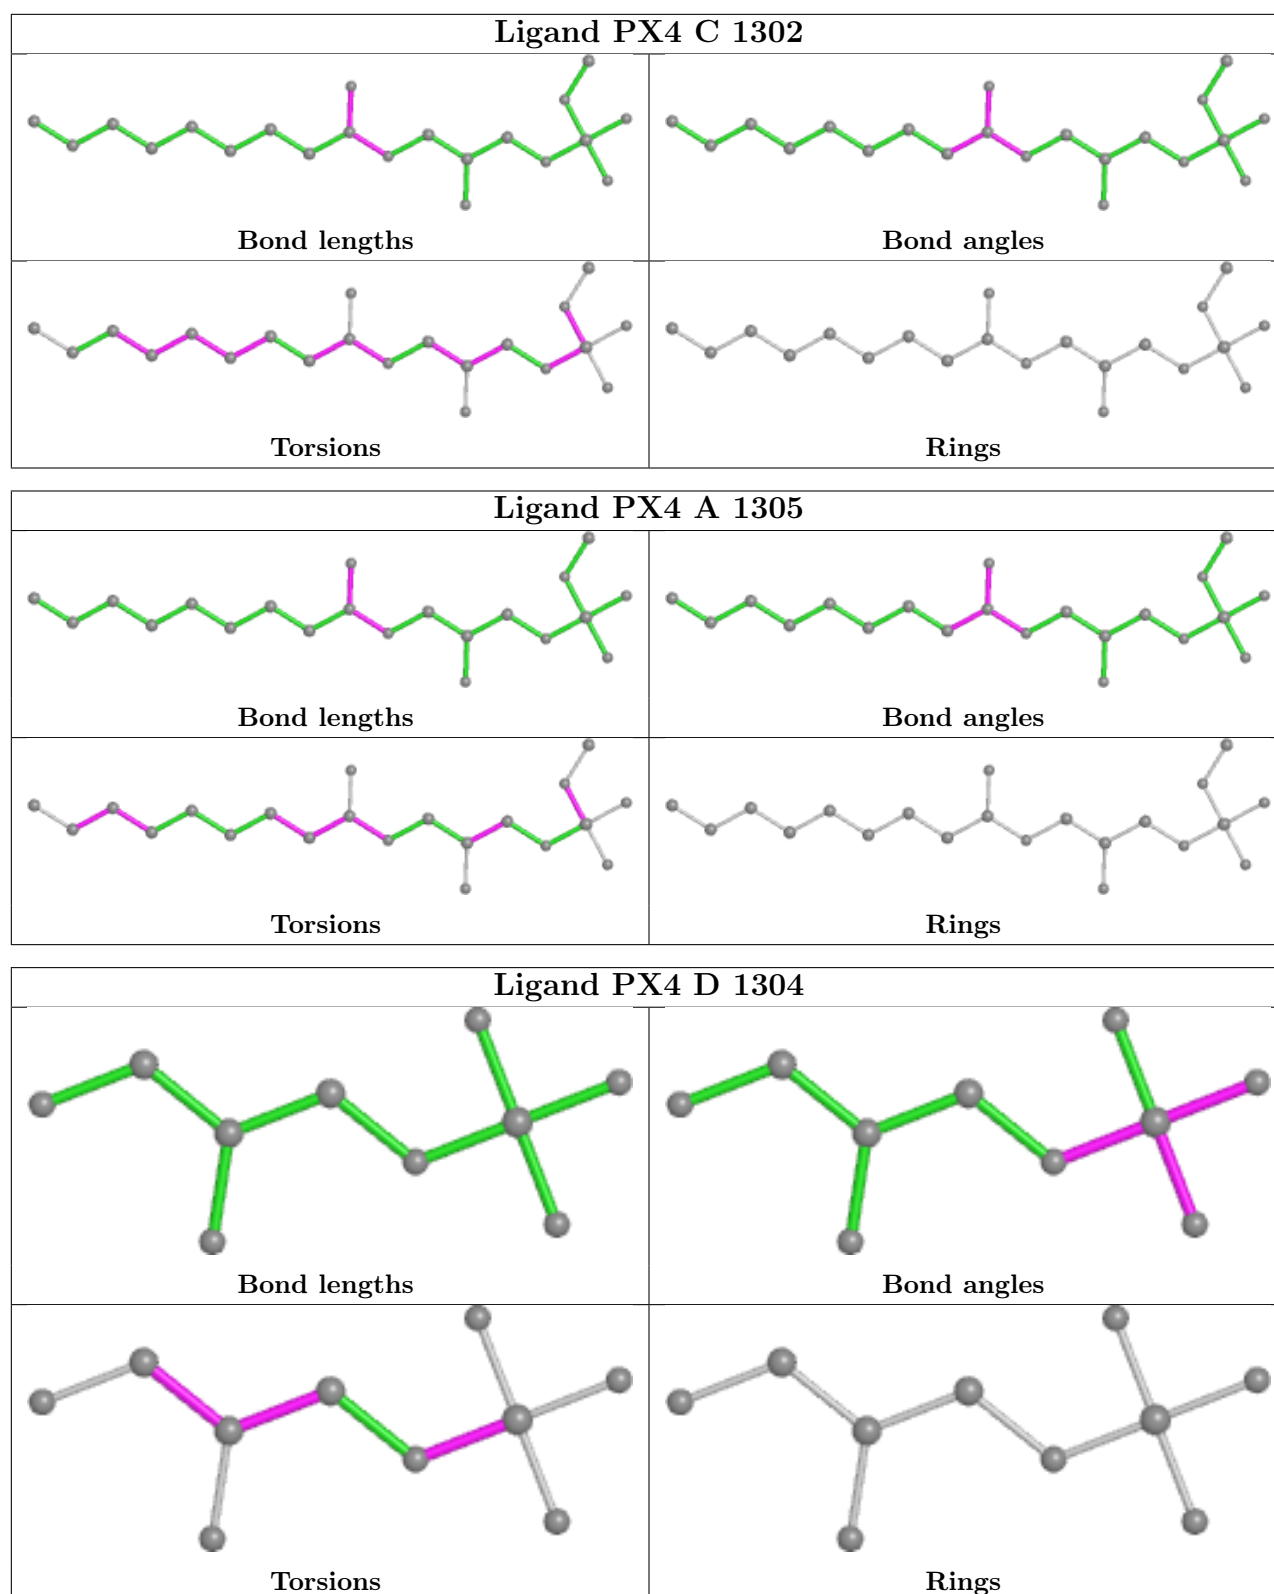 Ligand PX4 C 1302
Bond lengths
Bond angles
Torsions
Rings
Ligand PX4 A 1305
Bond lengths
Bond angles
Torsions
Rings
Ligand PX4 D 1304
Bond lengths
Bond angles
Torsions
Rings